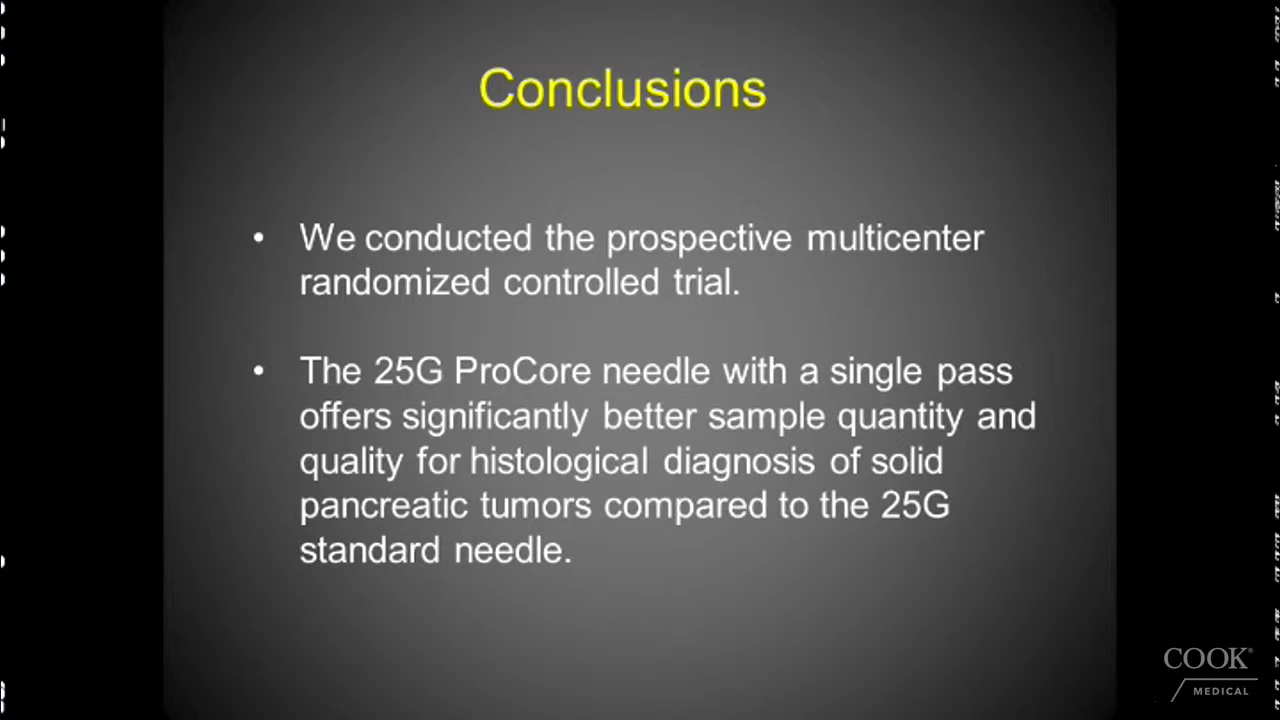 Conclusions
• We conducted the prospective multicenter
randomized controlled trial.
• The 25G ProCore needle with a single pass
offers significantly better sample quantity and
quality for histological diagnosis of solid
pancreatic tumors compared to the 25G
standard needle.
COOK®
MEDICAL